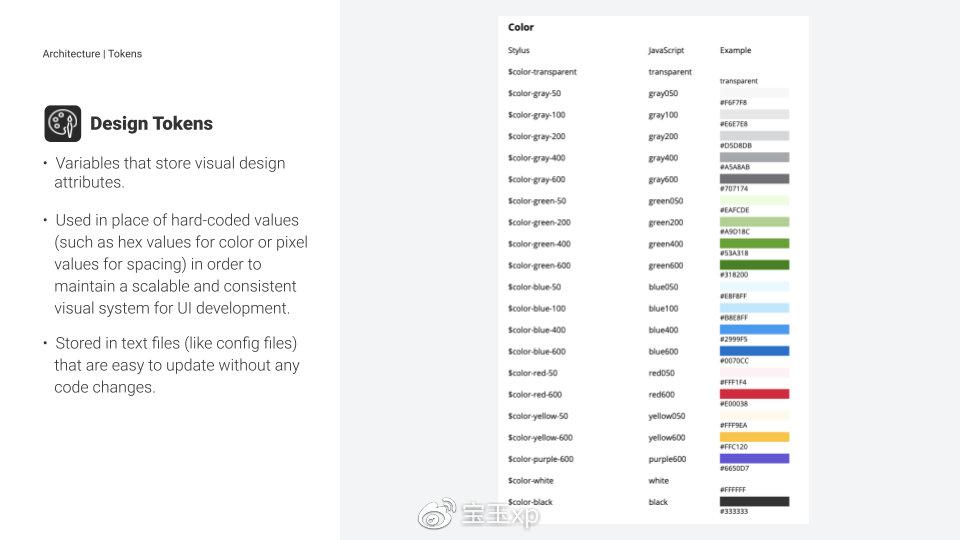 Architecture | Tokens
Design Tokens
• Variables that store visual design
attributes.
• Used in place of hard-coded values
(such as hex values for color or pixel
values for spacing) in order to
maintain a scalable and consistent
visual system for UI development.
• Stored in text files (like config files)
that are easy to update without any
code changes.
Color
Stylus JavaScript Example
$color-transparent transparent
transparent
$color-gray-50 gray050
#F6F7F8
$color-gray-100 gray100
#E6E7E8
$color-gray-200 gray200
#D5D8DB
$color-gray-400 gray400
#A5A8AB
$color-gray-600 gray600
#707174
$color-green-50 green050
#EAFCDE
$color-green-200 green200
#A9D18C
$color-green-400 green400
#53A318
$color-green-600 green600
#318200
$color-blue-50 blue050
#E8F8FF
$color-blue-100 blue100
#B8E8FF
$color-blue-400 blue400
#2999F5
$color-blue-600 blue600
#0070CC
$color-red-50 red050
#FFF1F4
$color-red-600 red600
#E00038
$color-yellow-50 yellow050
#FFF9EA
$color-yellow-600 yellow600
#FFC120
$color-purple-600 purple600
#6650D7
$color-white white
#FFFFFF
$color-black black
#333333
宝玉xp